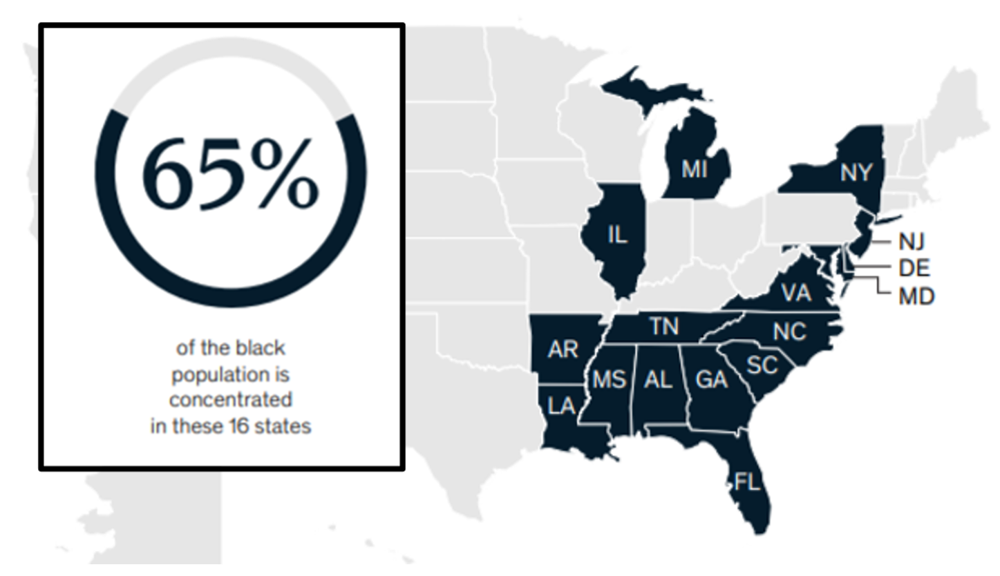 65%
of the black
population is
concentrated
in these 16 states
MI
NY
IL
NJ
DE
MD
VA
TN
NC
AR
SC
MS
AL
GA
LA
FL